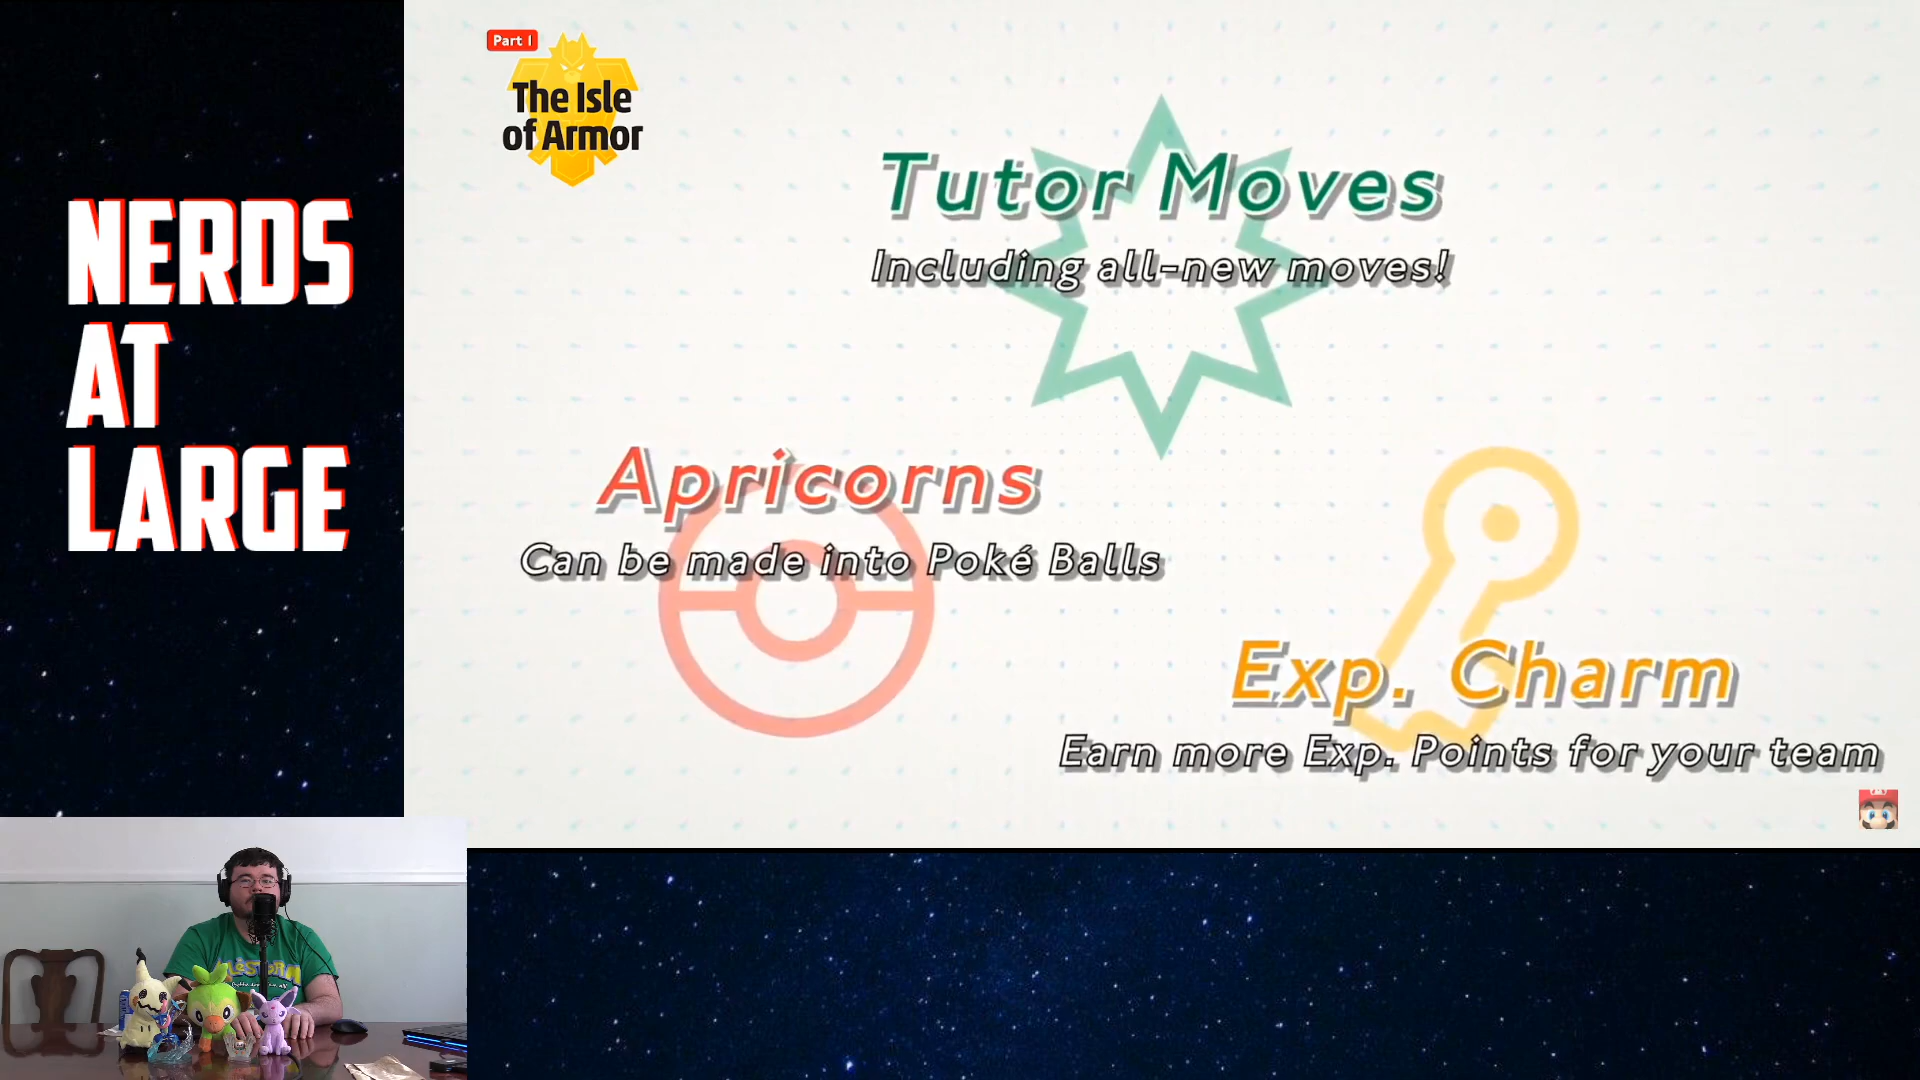 NERDS
AT
LARGE
Part 1
The Isle
of Armor
Tutor Moves
Including all-new moves!
Apricorns
Can be made into Poké Balls
Exp. Charm
Earn more Exp. Points for your team